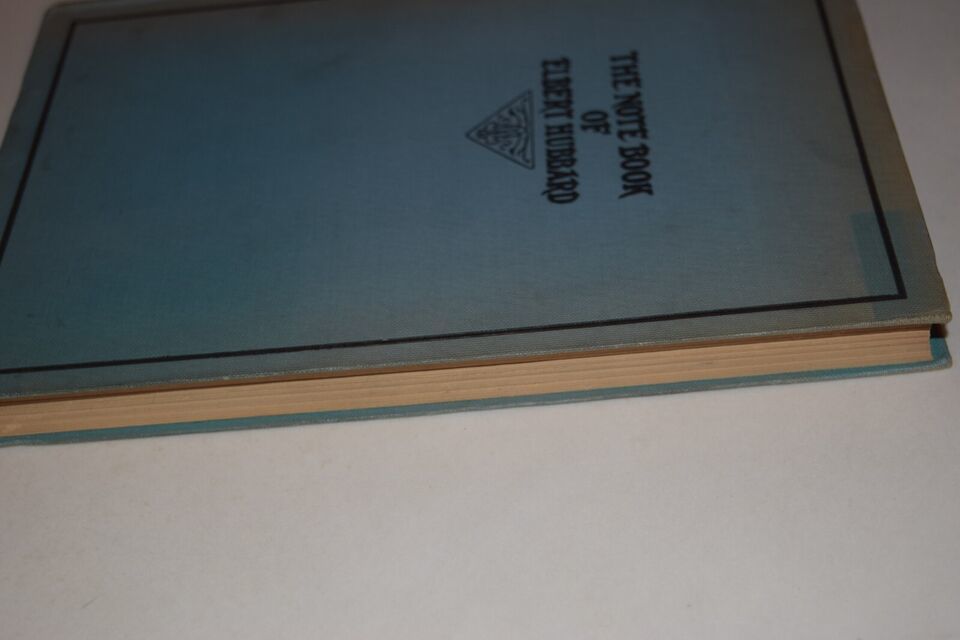 THE NOTE BOOK
OF
ELBERT HUBBARD